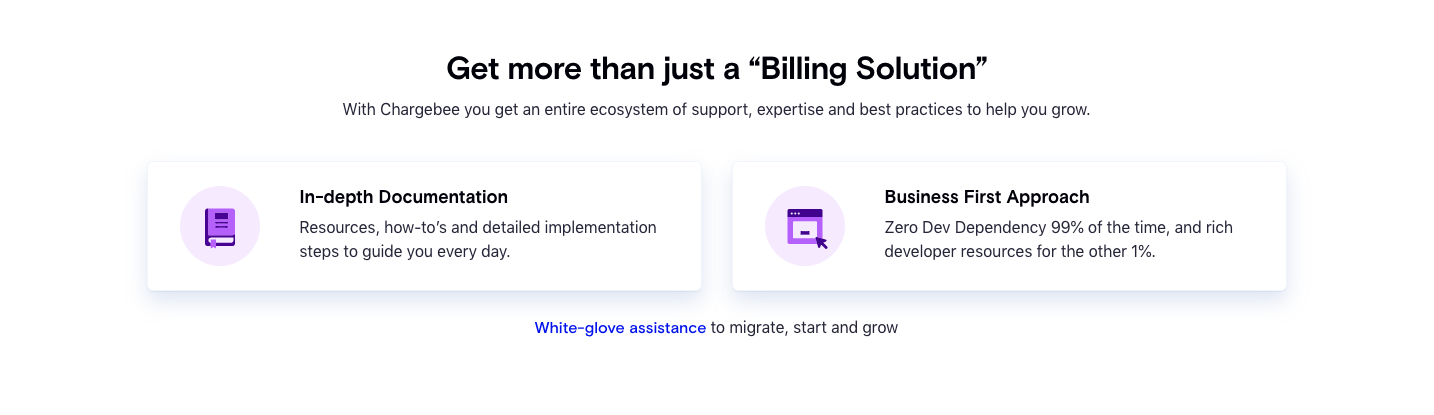 Get more than just a “Billing Solution”
With Chargebee you get an entire ecosystem of support, expertise and best practices to help you grow.
In-depth Documentation
Resources, how-to’s and detailed implementation
steps to guide you every day.
Business First Approach
Zero Dev Dependency 99% of the time, and rich
developer resources for the other 1%.
White-glove assistance to migrate, start and grow